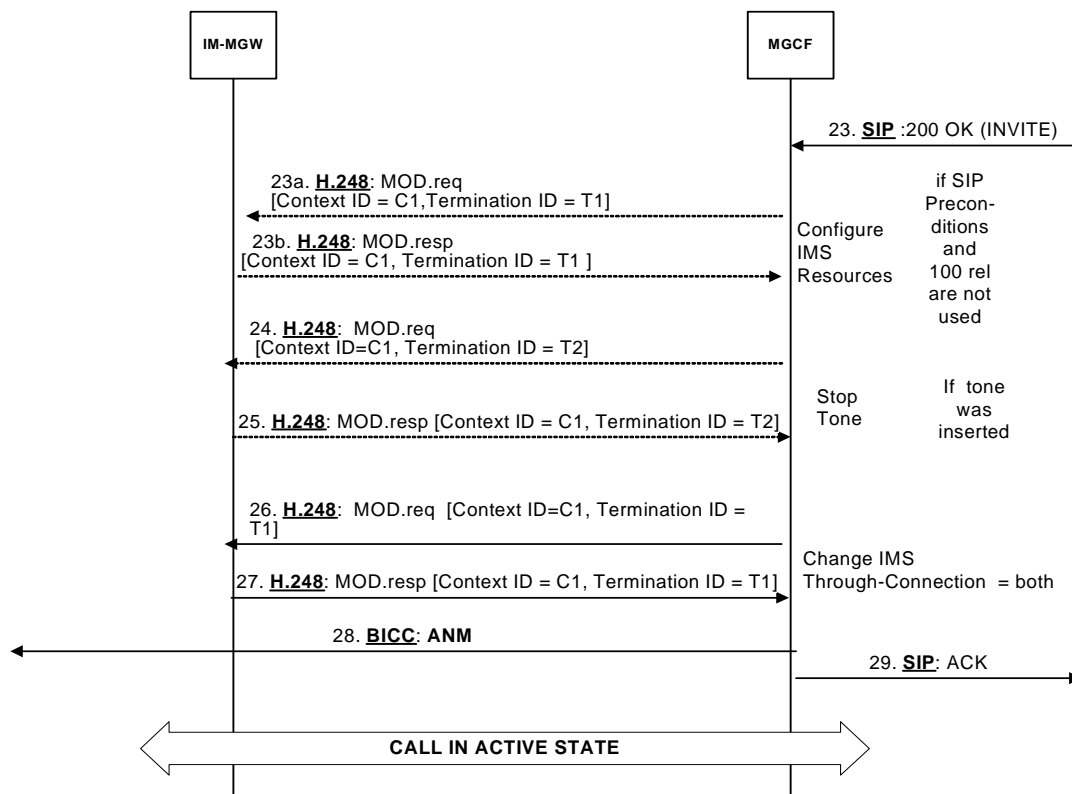 IM-MGW
MGCF
23. SIP :200 OK (INVITE)
23a. H.248: MOD.req
[Context ID = C1,Termination ID = T1]
if SIP
Precon-
ditions
and
100 rel
are not
used
Configure
IMS
Resources
23b. H.248: MOD.resp
[Context ID = C1, Termination ID = T1 ]
24. H.248: MOD.req
[Context ID=C1, Termination ID = T2]
Stop
Tone
If tone
was
inserted
25. H.248: MOD.resp [Context ID = C1, Termination ID = T2]
26. H.248: MOD.req [Context ID=C1, Termination ID =
T1]
Change IMS
Through-Connection = both
27. H.248: MOD.resp [Context ID = C1, Termination ID = T1]
28. BICC: ANM
29. SIP: ACK
CALL IN ACTIVE STATE